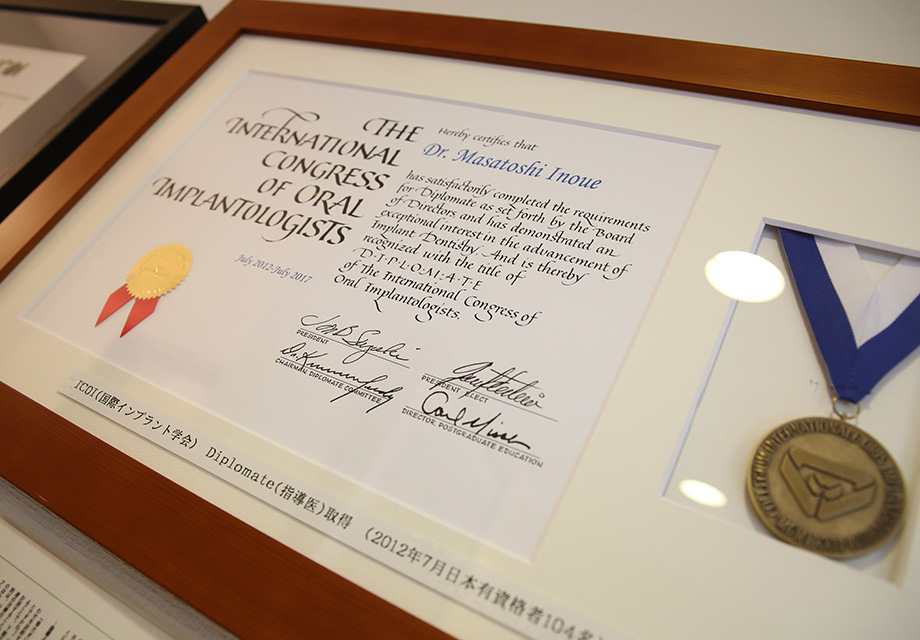 THE
INTERNATIONAL
CONGRESS
OF ORAL
IMPLANTOLOGISTS
July 2012-July 2017
Hereby certifies that
Dr. Masatoshi Inoue
has satisfactorily completed the requirements
for Diplomate as set forth by the Board
of Directors and has demonstrated an
exceptional interest in the advancement of
Implant Dentistry. And is thereby
recognized with the title of
D·I·P·L·O·M·A·T·E
of The International Congress of
Oral Implantologists.
PRESIDENT
PRESIDENT ELECT
CHAIRMAN, DIPLOMATE COMMITTEE
DIRECTOR, POSTGRADUATE EDUCATION
ICOI(国際インプラント学会) Diplomate(指導医)取得 (2012年7月日本有資格者104名